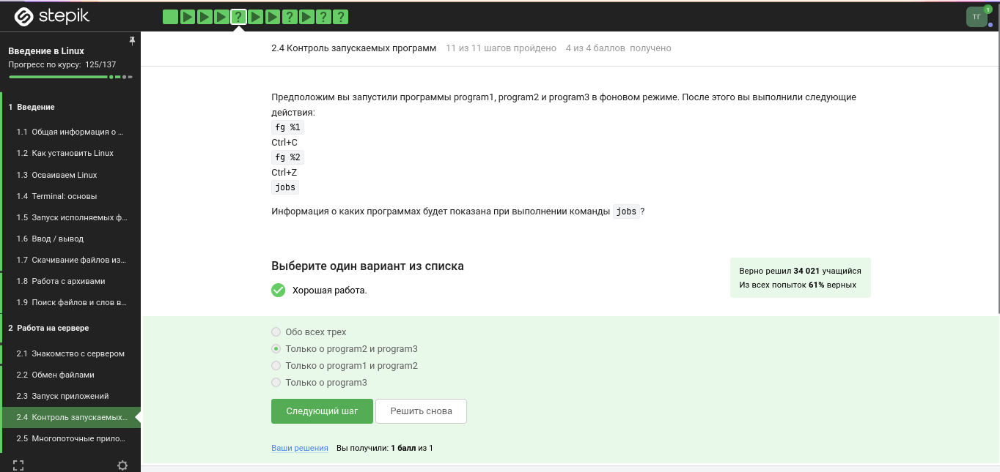 stepik
?
?
?
?
ТГ
1
Введение в Linux
Прогресс по курсу: 125/137
1 Введение
1.1 Общая информация о ...
1.2 Как установить Linux
1.3 Осваиваем Linux
1.4 Terminal: основы
1.5 Запуск исполняемых ф...
1.6 Ввод / вывод
1.7 Скачивание файлов из...
1.8 Работа с архивами
1.9 Поиск файлов и слов в...
2 Работа на сервере
2.1 Знакомство с сервером
2.2 Обмен файлами
2.3 Запуск приложений
2.4 Контроль запускаемых...
2.5 Многопоточные прило...
2.4 Контроль запускаемых программ 11 из 11 шагов пройдено 4 из 4 баллов получено
Предположим вы запустили программы program1, program2 и program3 в фоновом режиме. После этого вы выполнили следующие
действия:
fg %1
Ctrl+C
fg %2
Ctrl+Z
jobs
Информация о каких программах будет показана при выполнении команды jobs ?
Выберите один вариант из списка
Хорошая работа.
Верно решил 34 021 учащийся
Из всех попыток 61% верных
Обо всех трех
Только о program2 и program3
Только о program1 и program2
Только о program3
Следующий шаг
Решить снова
Ваши решения Вы получили: 1 балл из 1